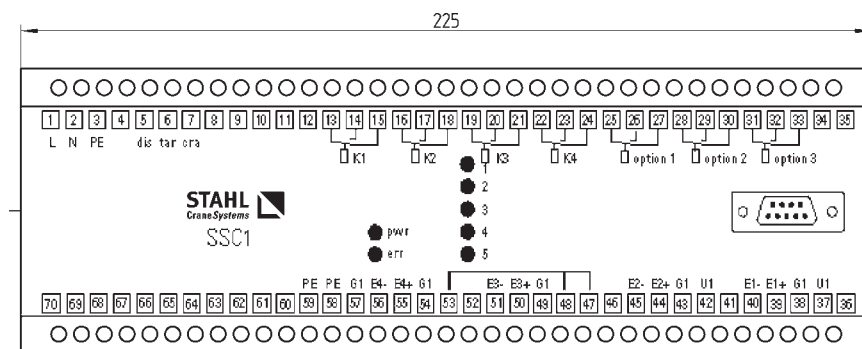 225
1 2 3 4 5 6 7 8 9 10 11 12 13 14 15 16 17 18 19 20 21 22 23 24 25 26 27 28 29 30 31 32 33 34 35
L N PE dis tar cra K1 K2 K3 K4 option 1 option 2 option 3
1
2
STAHL
CraneSystems
3
SSC1
pwr 4
err 5
PE PE G1 E4- E4+ G1 E3- E3+ G1 E2- E2+ G1 U1 E1- E1+ G1 U1
70 69 68 67 66 65 64 63 62 61 60 59 58 57 56 55 54 53 52 51 50 49 48 47 46 45 44 43 42 41 40 39 38 37 36